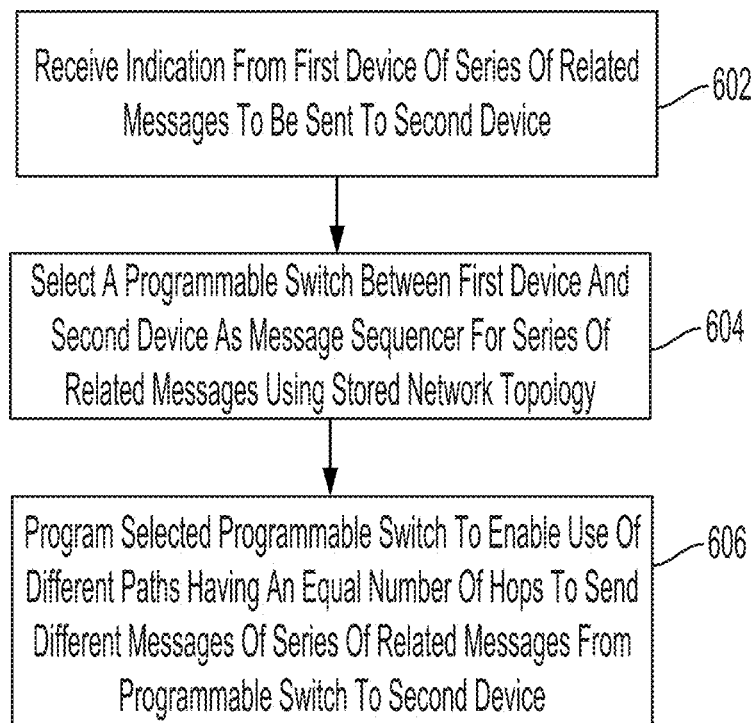 Receive Indication From First Device Of Series Of Related
Messages To Be Sent To Second Device
602
Select A Programmable Switch Between First Device And
Second Device As Message Sequencer For Series Of
Related Messages Using Stored Network Topology
604
Program Selected Programmable Switch To Enable Use Of
Different Paths Having An Equal Number Of Hops To Send
Different Messages Of Series Of Related Messages From
Programmable Switch To Second Device
606